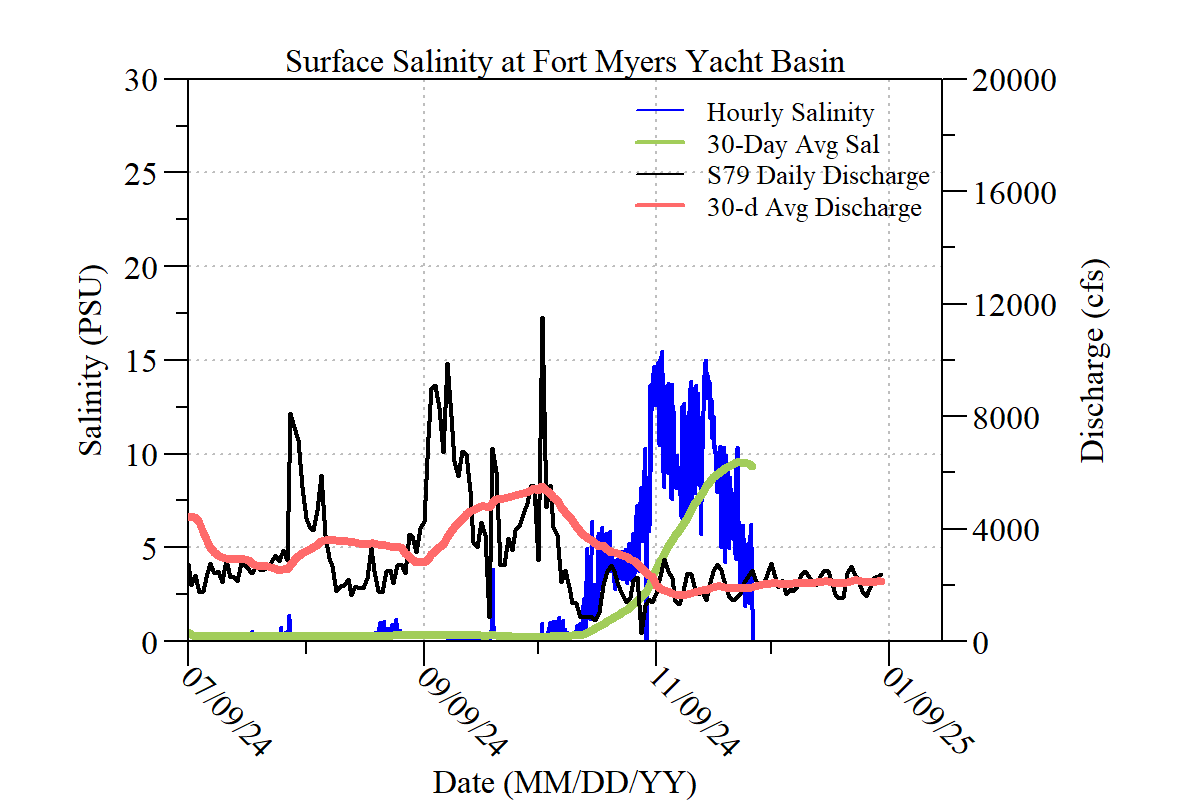 Surface Salinity at Fort Myers Yacht Basin
30
25
20
15
10
5
0
Salinity (PSU)
Hourly Salinity
30-Day Avg Sal
S79 Daily Discharge
30-d Avg Discharge
20000
16000
12000
8000
4000
0
Discharge (cfs)
07/09/24
09/09/24
11/09/24
01/09/25
Date (MM/DD/YY)